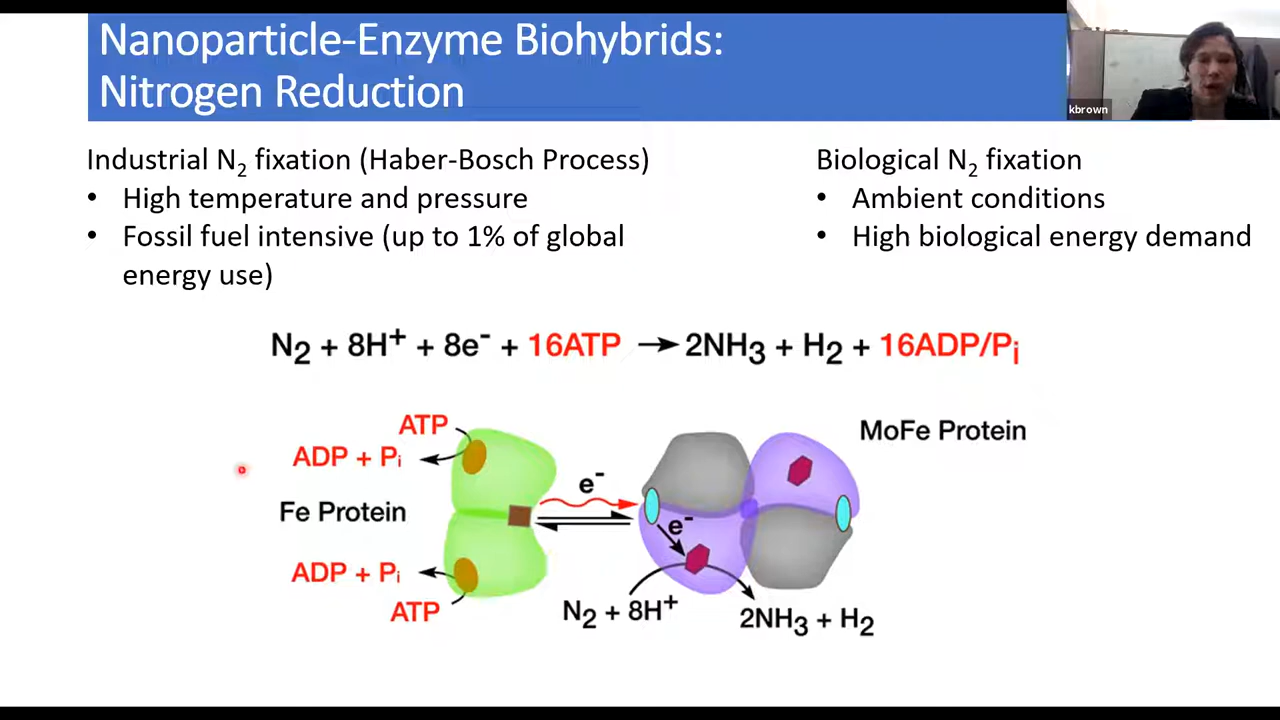 Nanoparticle-Enzyme Biohybrids:
Nitrogen Reduction
kbrown
Industrial N₂ fixation (Haber-Bosch Process)
• High temperature and pressure
• Fossil fuel intensive (up to 1% of global
energy use)
Biological N₂ fixation
• Ambient conditions
• High biological energy demand
N₂ + 8H⁺ + 8e⁻ + 16ATP → 2NH₃ + H₂ + 16ADP/Pᵢ
ATP
ADP + Pᵢ
Fe Protein
ADP + Pᵢ
ATP
e⁻
e⁻
MoFe Protein
N₂ + 8H⁺
2NH₃ + H₂